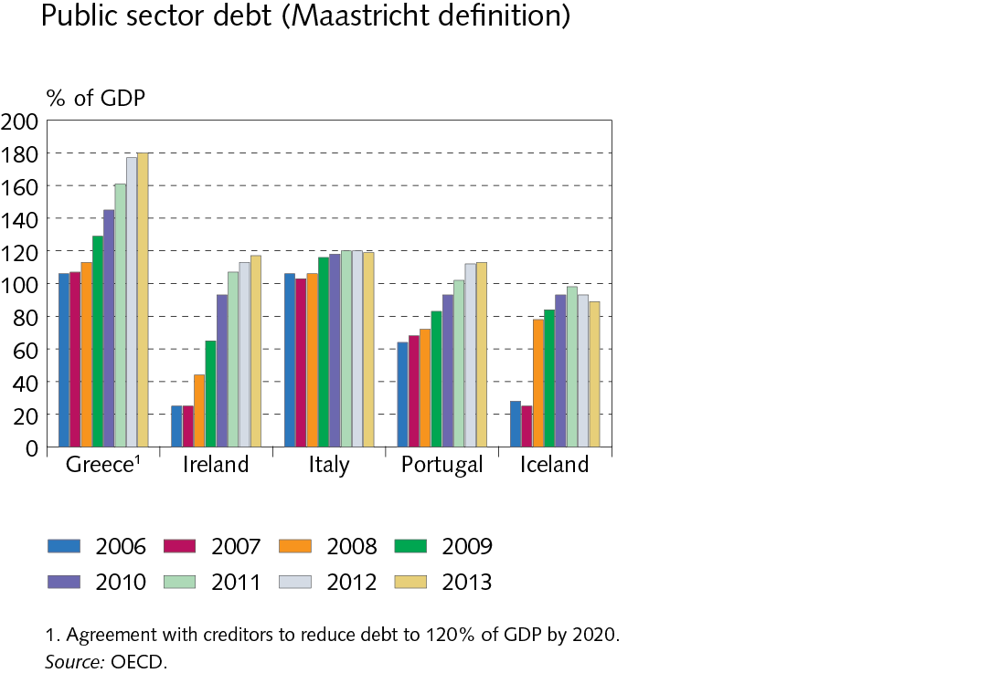 Public sector debt (Maastricht definition)
% of GDP
200
180
160
140
120
100
80
60
40
20
0
Greece¹ Ireland Italy Portugal Iceland
2006 2007 2008 2009
2010 2011 2012 2013
1. Agreement with creditors to reduce debt to 120% of GDP by 2020.
Source: OECD.